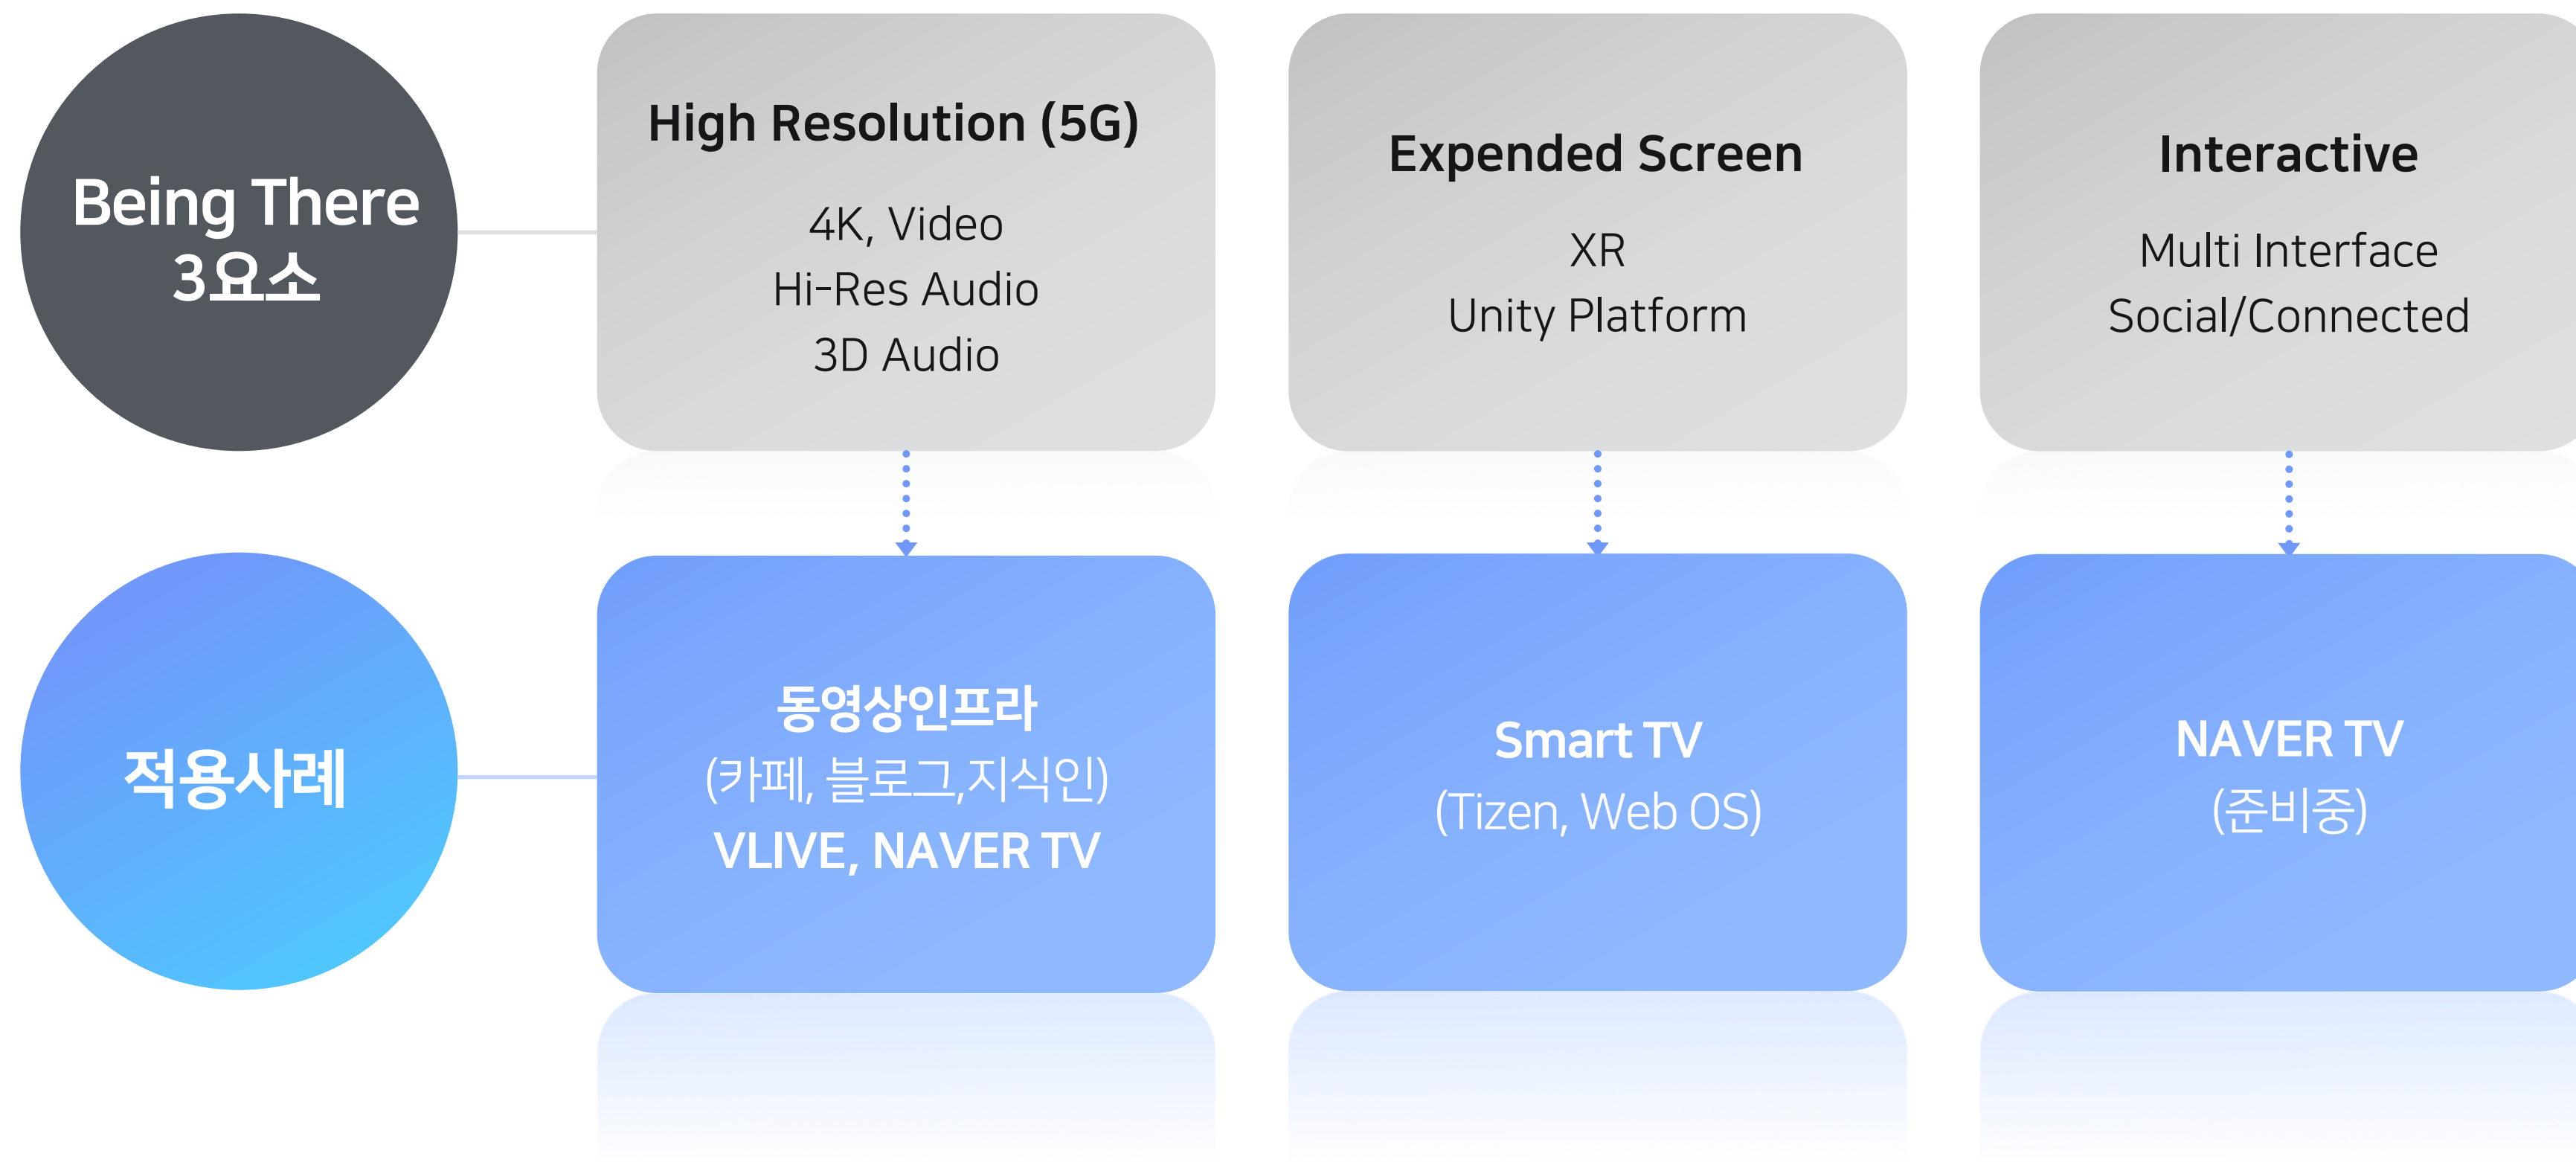 Being There
3요소
High Resolution (5G)
4K, Video
Hi-Res Audio
3D Audio
Expended Screen
XR
Unity Platform
Interactive
Multi Interface
Social/Connected
적용사례
동영상인프라
(카페, 블로그,지식인)
VLIVE, NAVER TV
Smart TV
(Tizen, Web OS)
NAVER TV
(준비중)